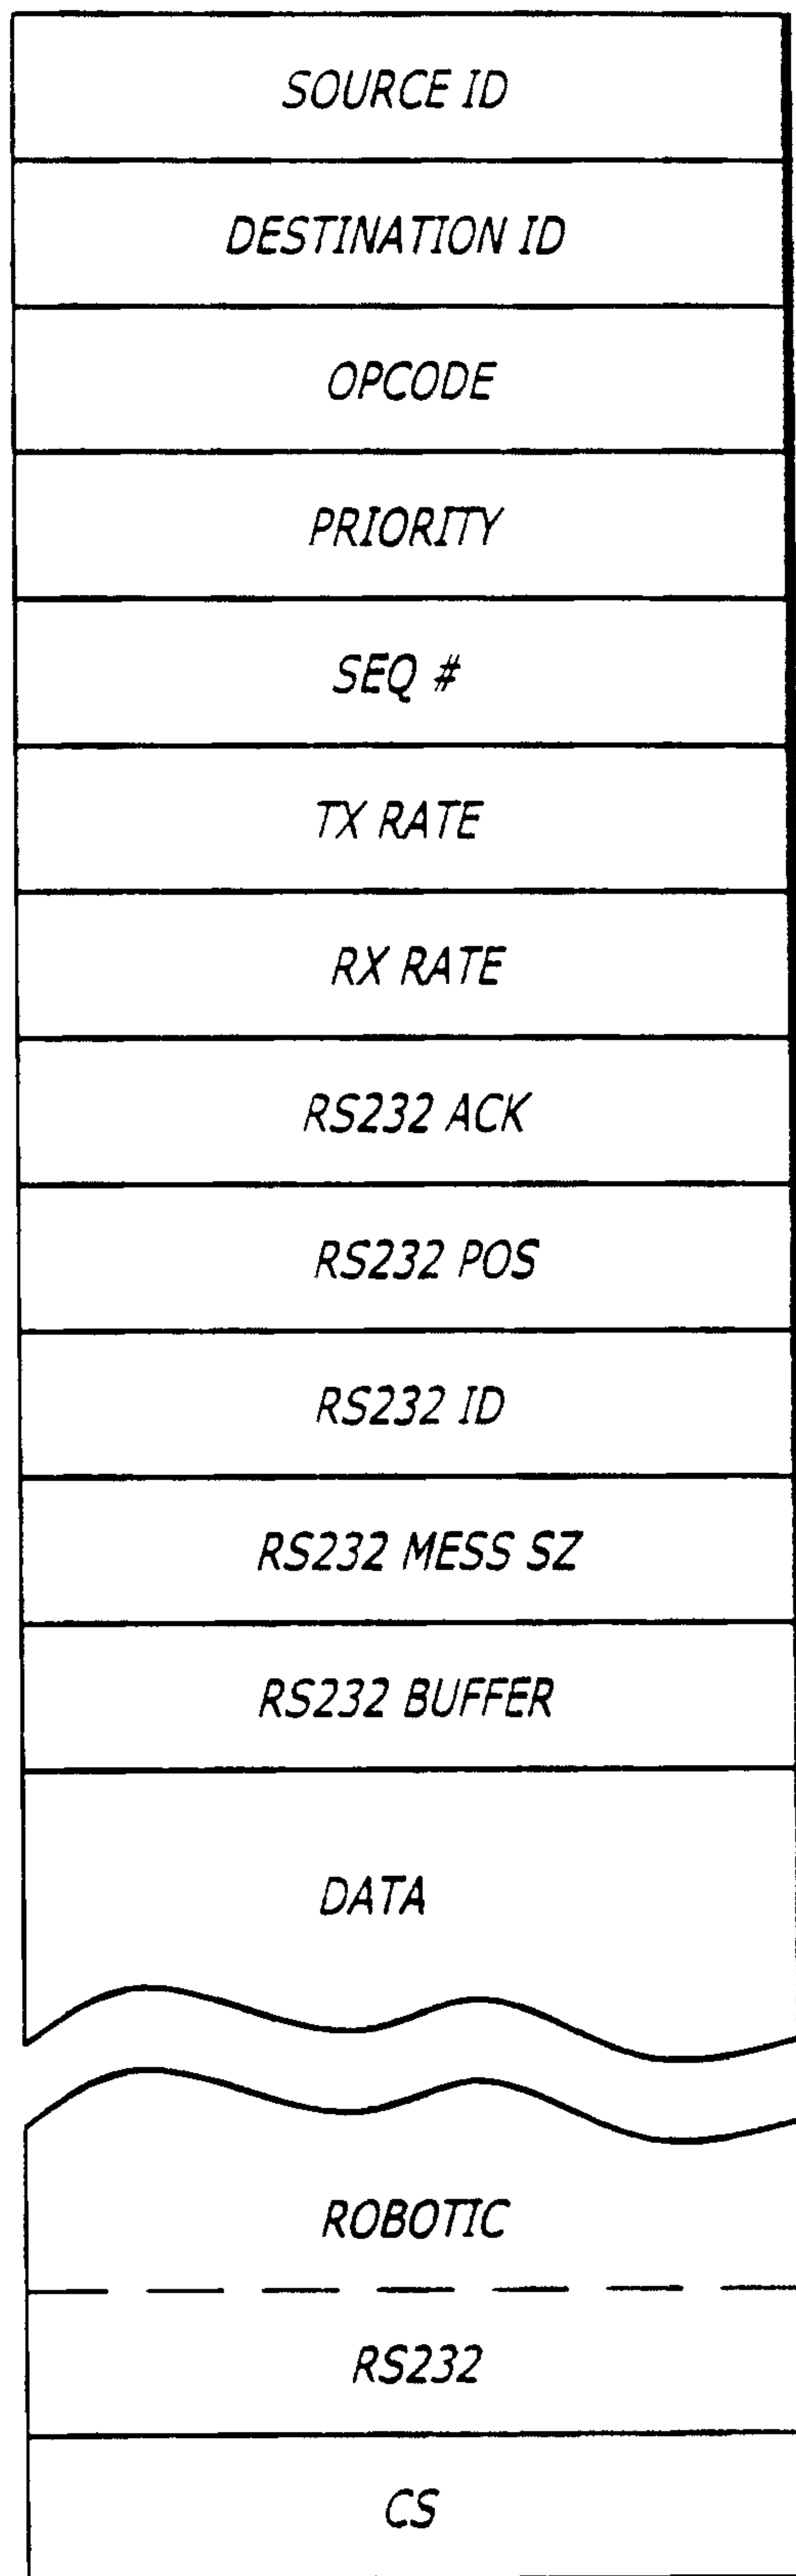 SOURCE ID
DESTINATION ID
OPCODE
PRIORITY
SEQ #
TX RATE
RX RATE
RS232 ACK
RS232 POS
RS232 ID
RS232 MESS SZ
RS232 BUFFER
DATA
ROBOTIC
RS232
CS